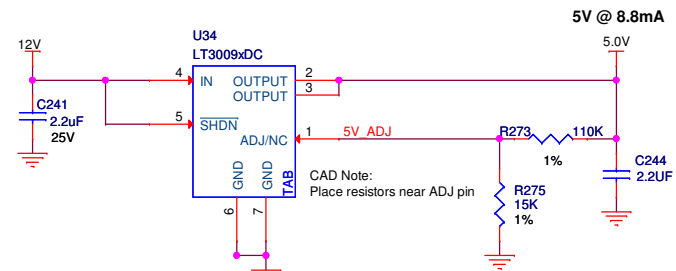 5V @ 8.8mA
U34
LT3009xDC
12V
5.0V
4
IN
OUTPUT
2
OUTPUT
3
C241
2.2uF
25V
5
SHDN
ADJ/NC
1
5V_ADJ
R273
110K
1%
GND
GND
TAB
CAD Note:
Place resistors near ADJ pin
R275
15K
1%
C244
2.2UF
6
7